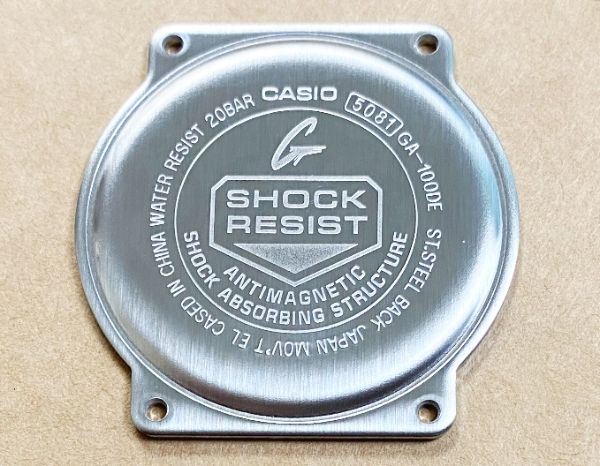 CASIO 5081 GA-100DE ST.STEEL BACK JAPAN MOV'T EL CASED IN CHINA WATER RESIST 20BAR
G
SHOCK
RESIST
ANTIMAGNETIC
SHOCK ABSORBING STRUCTURE